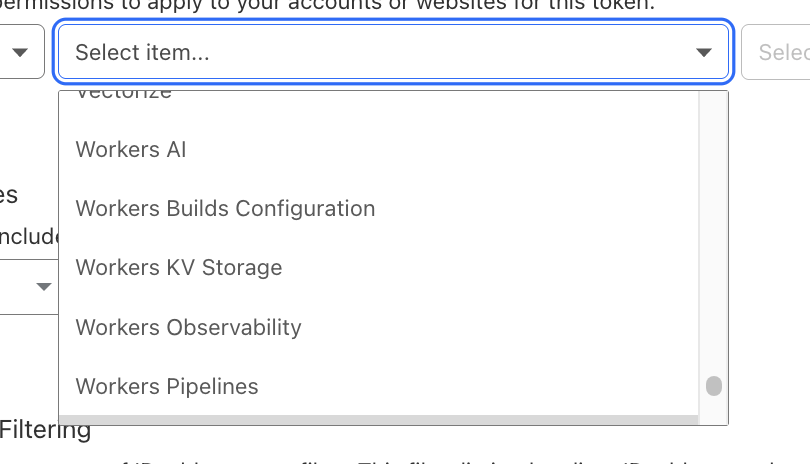 permissions to apply to your accounts or websites for this token.
Select item...
Selec
Vectorize
Workers AI
Workers Builds Configuration
es
nclude
Workers KV Storage
Workers Observability
Workers Pipelines
Filtering